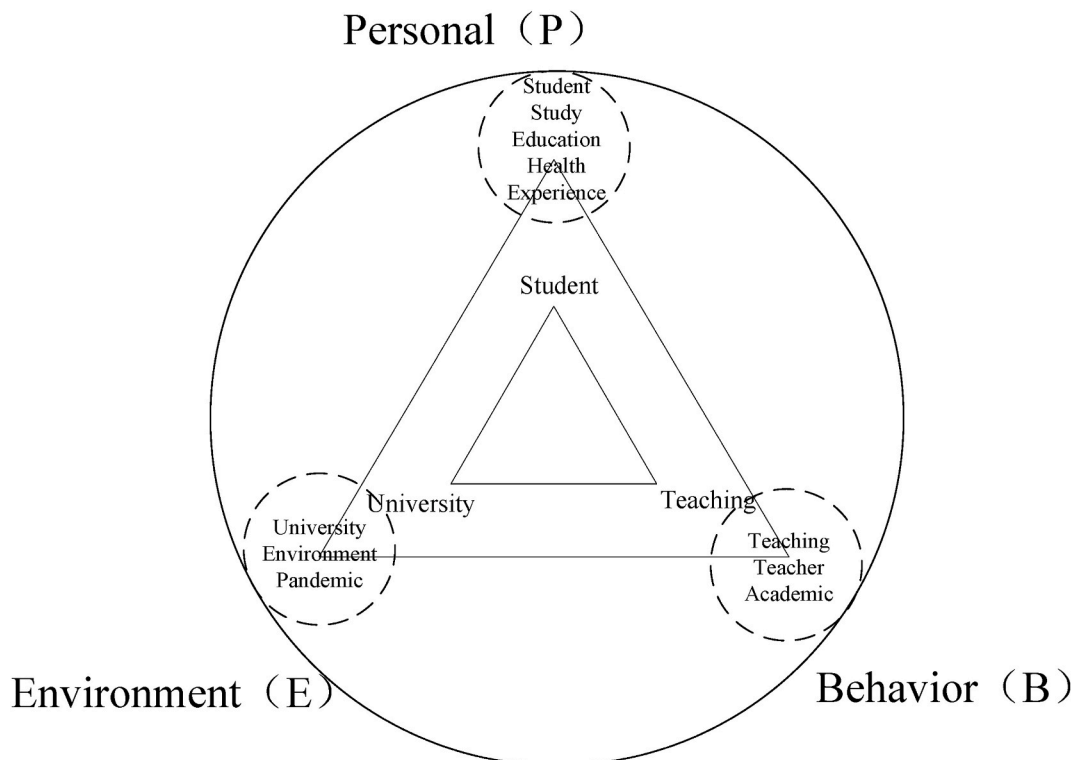 Personal（P）
Student
Study
Education
Health
Experience
Student
University
Teaching
University
Environment
Pandemic
Teaching
Teacher
Academic
Environment（E）
Behavior（B）